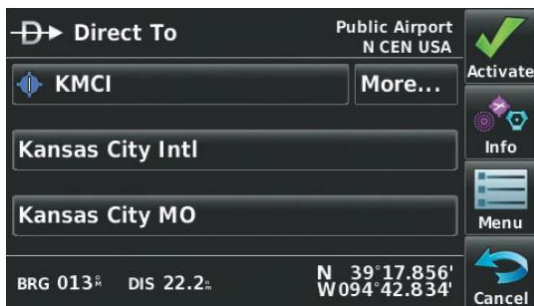 Direct To
Public Airport
N CEN USA
Activate
KMCI
More...
Info
Kansas City Intl
Kansas City MO
Menu
BRG 013°M DIS 22.2nm
N 39°17.856'
W094°42.834'
Cancel